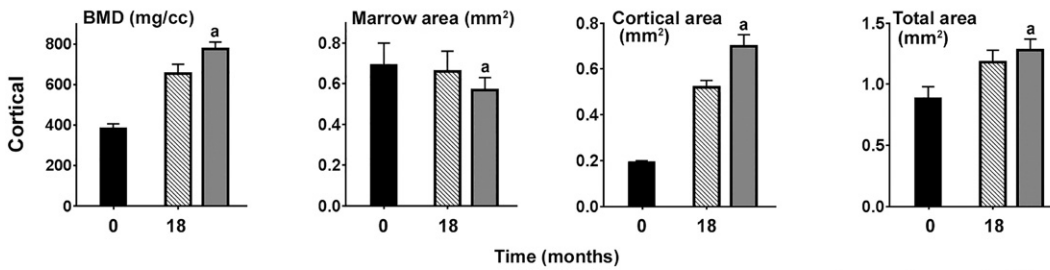 BMD (mg/cc)
800
600
400
200
0
a
0
18
Marrow area (mm²)
0.8
0.6
0.4
0.2
0.0
a
0
18
Cortical area
(mm²)
0.8
0.6
0.4
0.2
0.0
a
0
18
Total area
(mm²)
1.5
1.0
0.5
0.0
a
0
18
Cortical
Time (months)